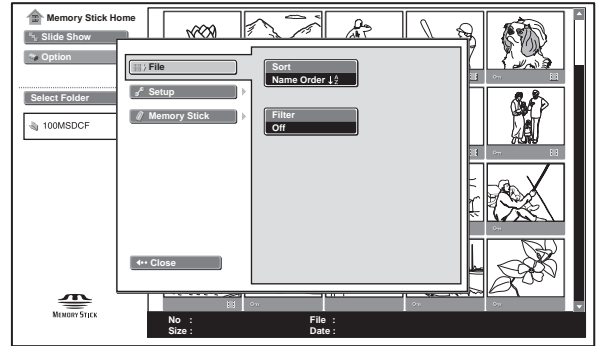 Memory Stick Home
Slide Show
Option
Select Folder
100MSDCF
File
Setup
Memory Stick
Close
Sort
Name Order ↓A Z
Filter
Off
MEMORY STICK
No :
File :
Size :
Date :